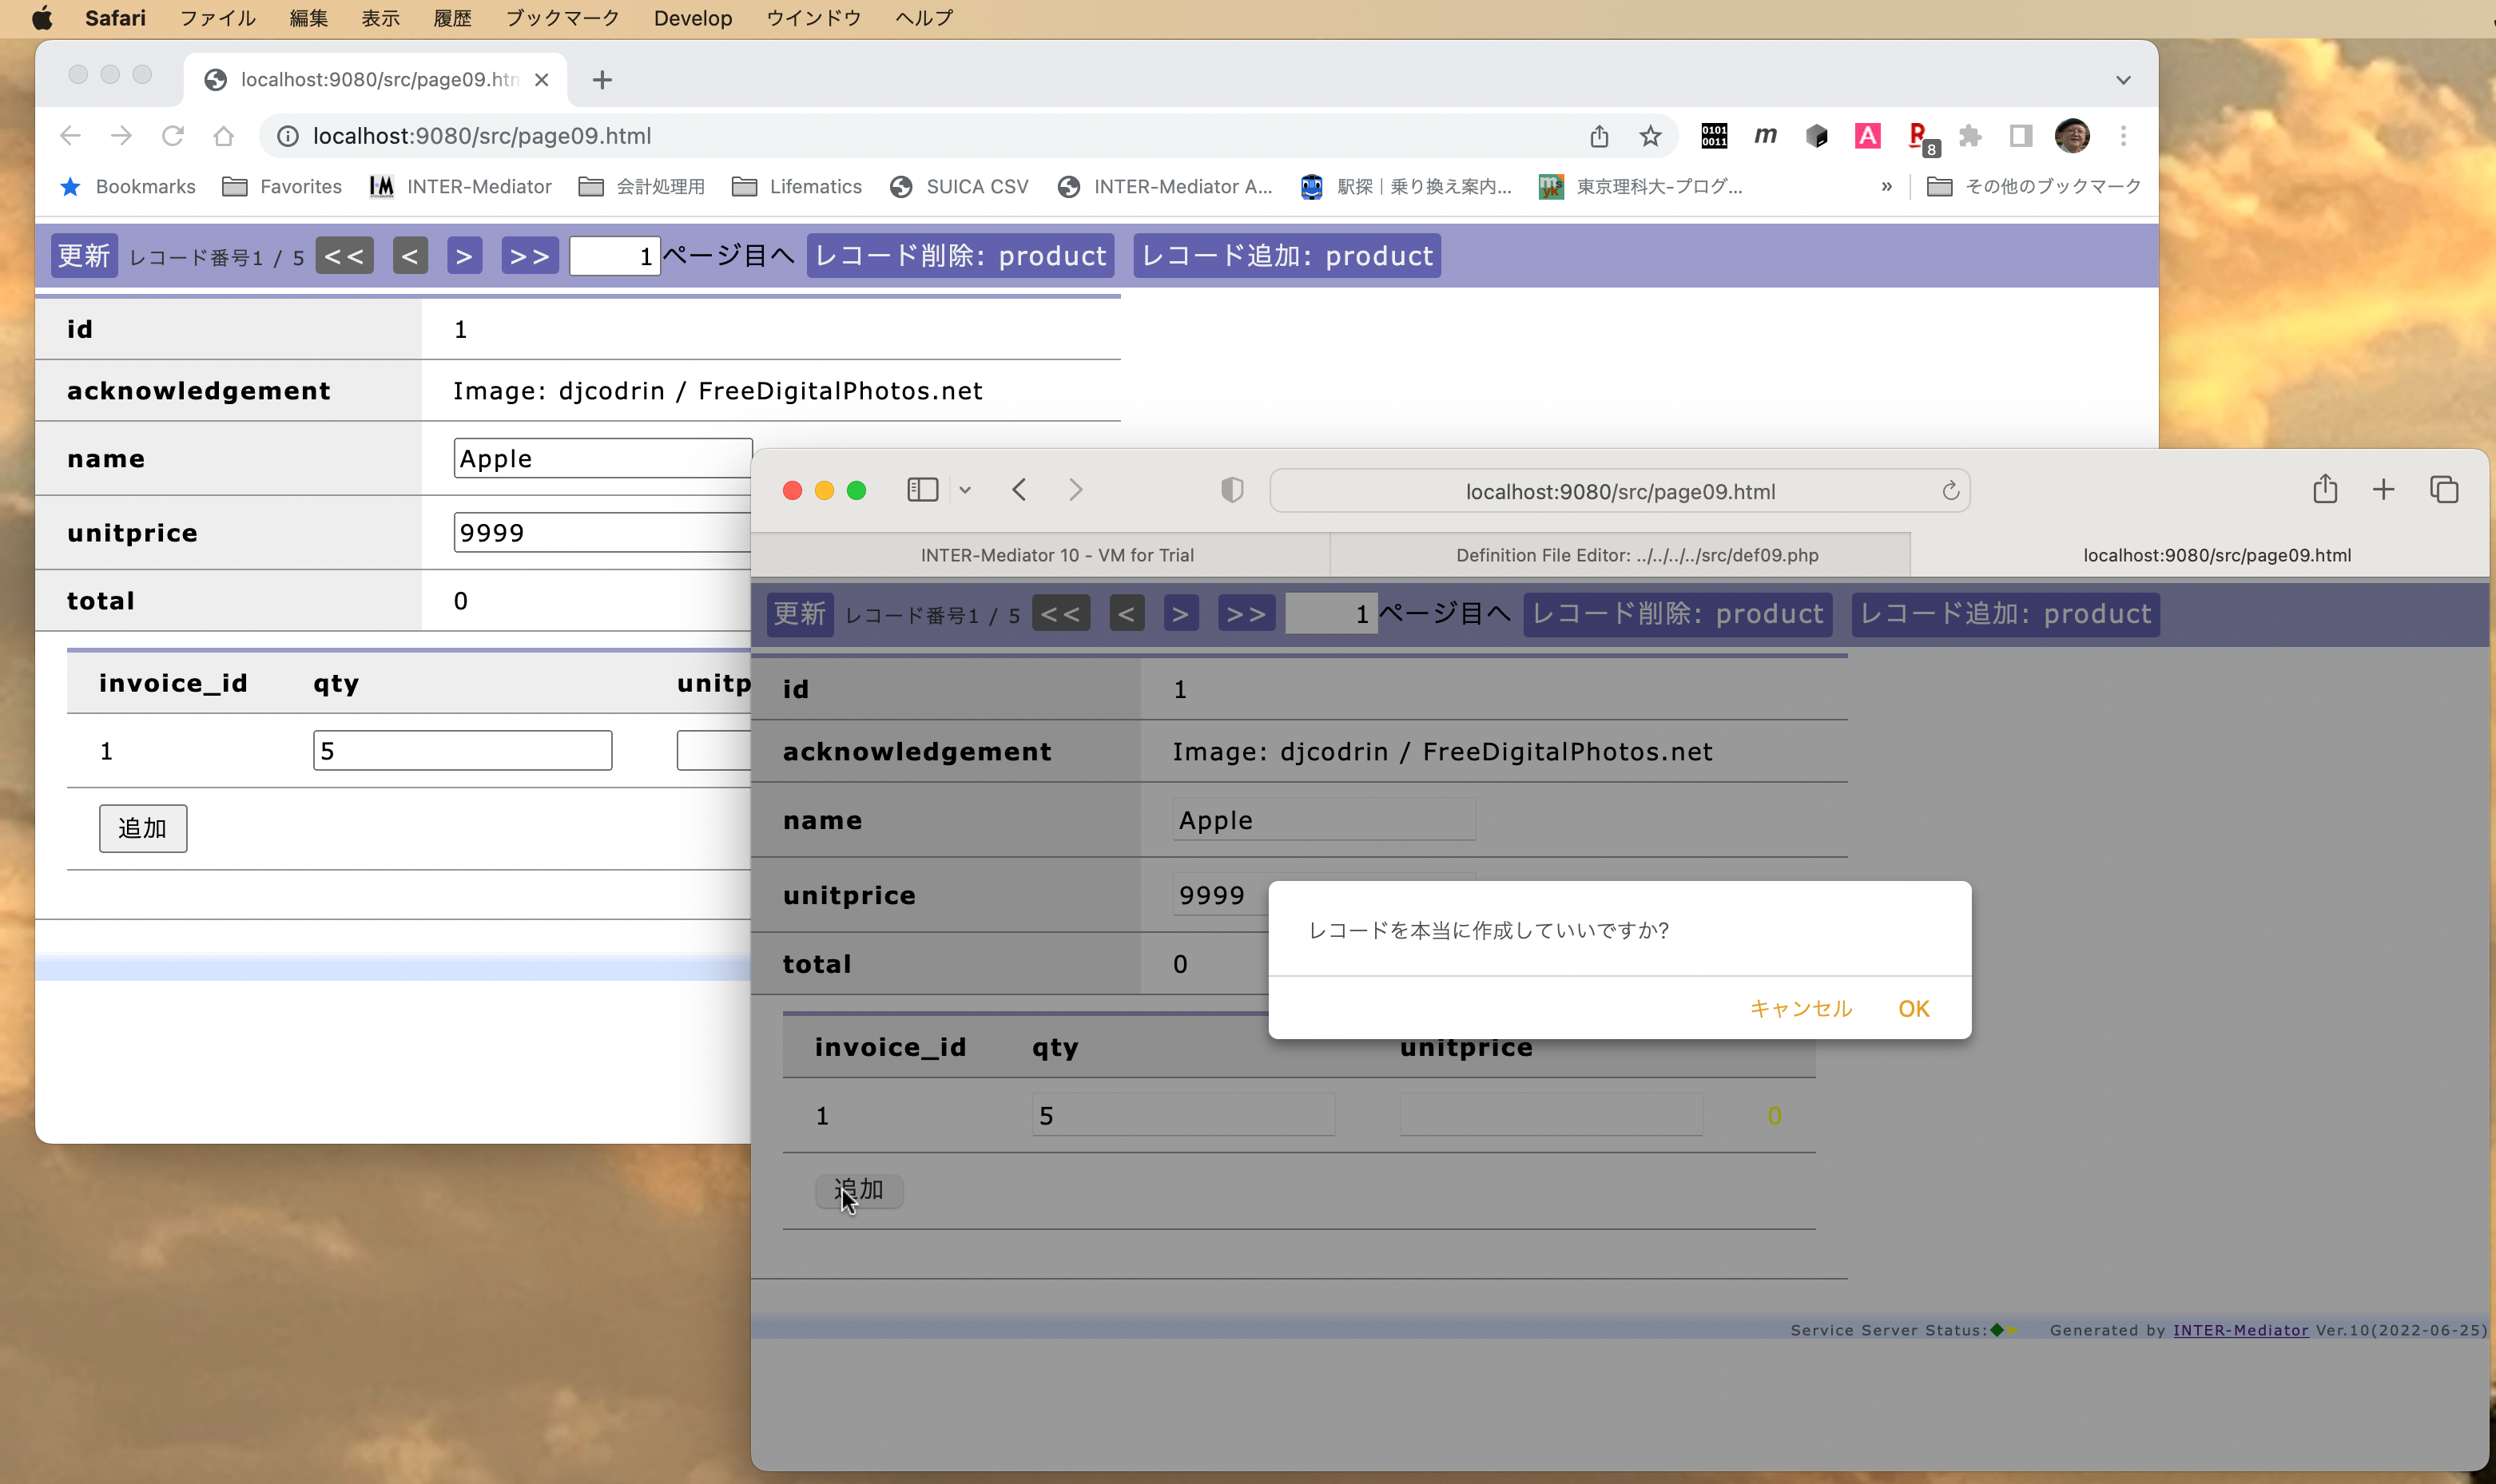 Safari ファイル 編集 表示 履歴 ブックマーク Develop ウインドウ ヘルプ
localhost:9080/src/page09.htm
localhost:9080/src/page09.html
0101 0011 m A R 8
Bookmarks Favorites INTER-Mediator 会計処理用 Lifematics SUICA CSV INTER-Mediator A... 駅探｜乗り換え案内... 東京理科大-プログ... » その他のブックマーク
更新 レコード番号1 / 5 << < > >> 1 ページ目へ レコード削除: product レコード追加: product
id 1
acknowledgement Image: djcodrin / FreeDigitalPhotos.net
name Apple
unitprice 9999
total 0
invoice_id qty unitp
1 5
追加
localhost:9080/src/page09.html
INTER-Mediator 10 - VM for Trial Definition File Editor: ../../../../src/def09.php localhost:9080/src/page09.html
更新 レコード番号1 / 5 << < > >> 1 ページ目へ レコード削除: product レコード追加: product
id 1
acknowledgement Image: djcodrin / FreeDigitalPhotos.net
name Apple
unitprice 9999
total 0
レコードを本当に作成していいですか?
キャンセル OK
invoice_id qty unitprice
1 5 0
追加
Service Server Status: Generated by INTER-Mediator Ver.10(2022-06-25)